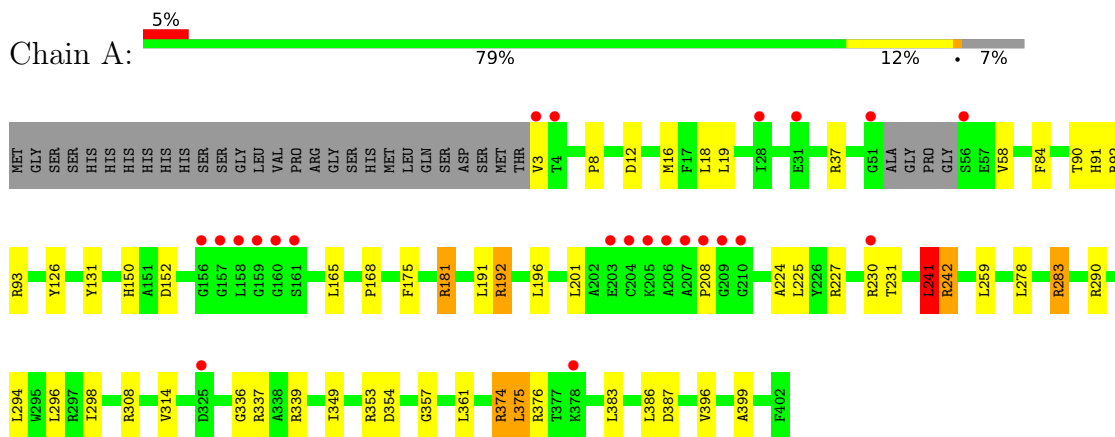 5%
Chain A:
79% 12% • 7%
MET GLY SER SER HIS HIS HIS HIS HIS HIS SER SER GLY LEU VAL PRO ARG GLY SER HIS MET LEU GLN SER ASP SER MET THR V3 T4 P8 D12 M16 F17 L18 L19 I28 E31 R37 G51 ALA GLY PRO GLY S56 E57 V58 F84 T90 H91 R92
R93 Y126 Y131 H150 A151 D152 G156 G157 L158 G159 G160 S161 L165 P168 F175 R181 L191 R192 L196 L201 A202 E203 C204 K205 A206 A207 P208 G209 G210 A224 L225 Y226 R227 R230 T231 L241 R242 L259 L278 R283 R290
L294 W295 L296 R297 I298 R308 V314 D325 G336 R337 A338 R339 I349 R353 D354 G357 L361 R374 L375 R376 T377 K378 L383 L386 D387 V396 A399 F402